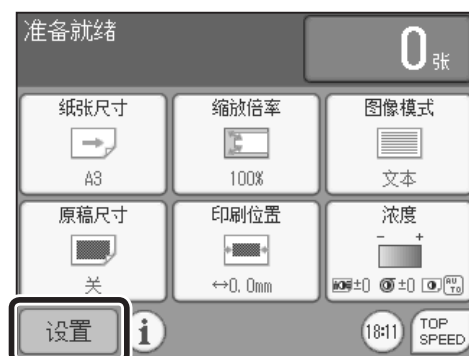 准备就绪
0 张
纸张尺寸 缩放倍率 图像模式
A3 100% 文本
原稿尺寸 印刷位置 浓度
- +
关 ↔0.0mm ±0 ±0 AUTO
设置 i 18:11 TOP SPEED